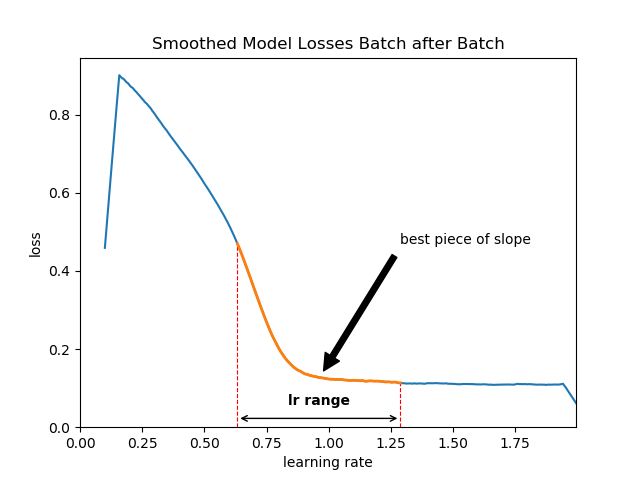 Smoothed Model Losses Batch after Batch
0.8
0.6
0.4
0.2
0.0
loss
best piece of slope
lr range
0.00 0.25 0.50 0.75 1.00 1.25 1.50 1.75
learning rate